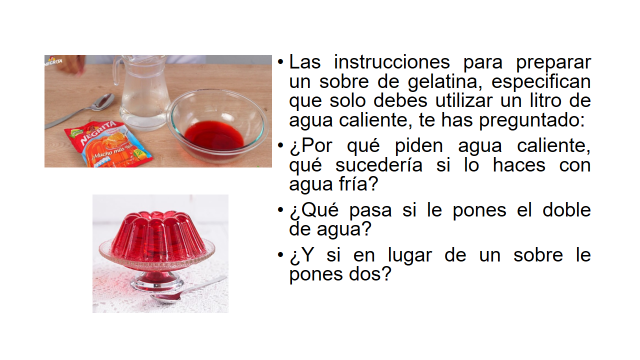 NEGRITA
• Las instrucciones para preparar
un sobre de gelatina, especifican
que solo debes utilizar un litro de
agua caliente, te has preguntado:
• ¿Por qué piden agua caliente,
qué sucedería si lo haces con
agua fría?
• ¿Qué pasa si le pones el doble
de agua?
• ¿Y si en lugar de un sobre le
pones dos?